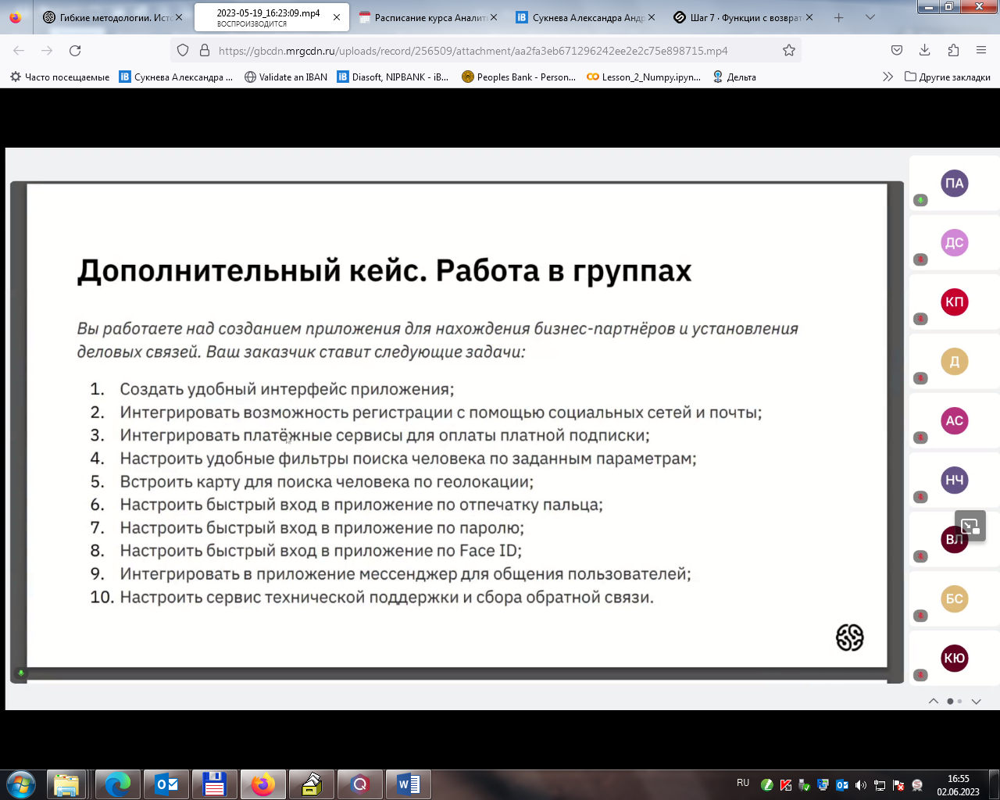 Гибкие методологии. Исто
2023-05-19_16:23:09.mp4
ВОСПРОИЗВОДИТСЯ
Расписание курса Аналити
iB Сукнева Александра Андр
Шаг 7 · Функции с возврат
https://gbcdn.mrgcdn.ru/uploads/record/256509/attachment/aa2fa3eb671296242ee2e2c75e898715.mp4
Часто посещаемые
iB Сукнева Александра ...
Validate an IBAN
iB Diasoft, NIPBANK - iB...
Peoples Bank - Person...
Lesson_2_Numpy.ipyn...
Дельта
Другие закладки
Дополнительный кейс. Работа в группах
Вы работаете над созданием приложения для нахождения бизнес-партнёров и установления
деловых связей. Ваш заказчик ставит следующие задачи:
1. Создать удобный интерфейс приложения;
2. Интегрировать возможность регистрации с помощью социальных сетей и почты;
3. Интегрировать платёжные сервисы для оплаты платной подписки;
4. Настроить удобные фильтры поиска человека по заданным параметрам;
5. Встроить карту для поиска человека по геолокации;
6. Настроить быстрый вход в приложение по отпечатку пальца;
7. Настроить быстрый вход в приложение по паролю;
8. Настроить быстрый вход в приложение по Face ID;
9. Интегрировать в приложение мессенджер для общения пользователей;
10. Настроить сервис технической поддержки и сбора обратной связи.
ПА
ДС
КП
Д
АС
НЧ
ВЛ
БС
КЮ
RU
16:55
02.06.2023